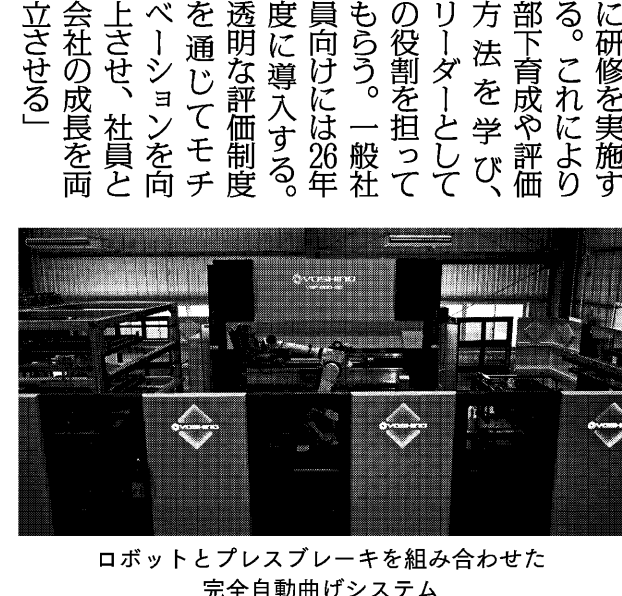 に研修を実施す
る。これにより
部下育成や評価
方法を学び、
リーダーとして
の役割を担って
もらう。一般社
員向けには26年
度に導入する。
透明な評価制度
を通じてモチ
ベーションを向
上させ、社員と
会社の成長を両
立させる」
YOSHINO
YOSHINO
YOSHINO
ロボットとプレスブレーキを組み合わせた
完全自動曲げシステム